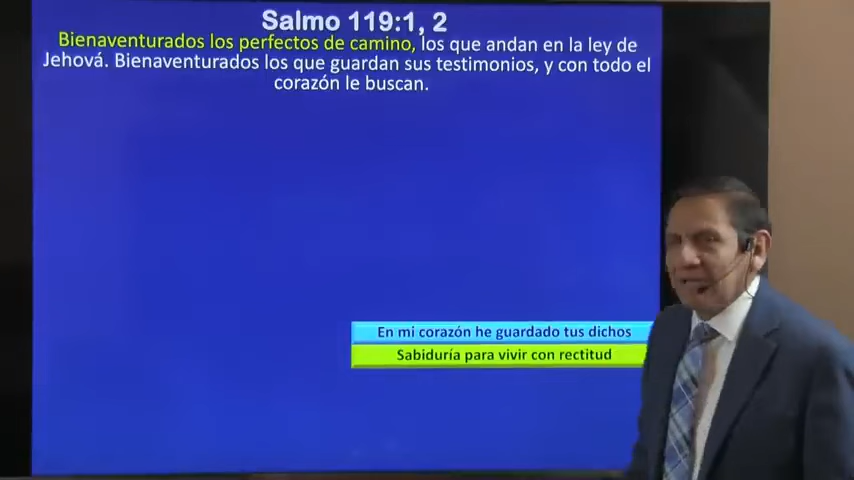 Salmo 119:1, 2
Bienaventurados los perfectos de camino, los que andan en la ley de
Jehová. Bienaventurados los que guardan sus testimonios, y con todo el
corazón le buscan.
En mi corazón he guardado tus dichos
Sabiduría para vivir con rectitud